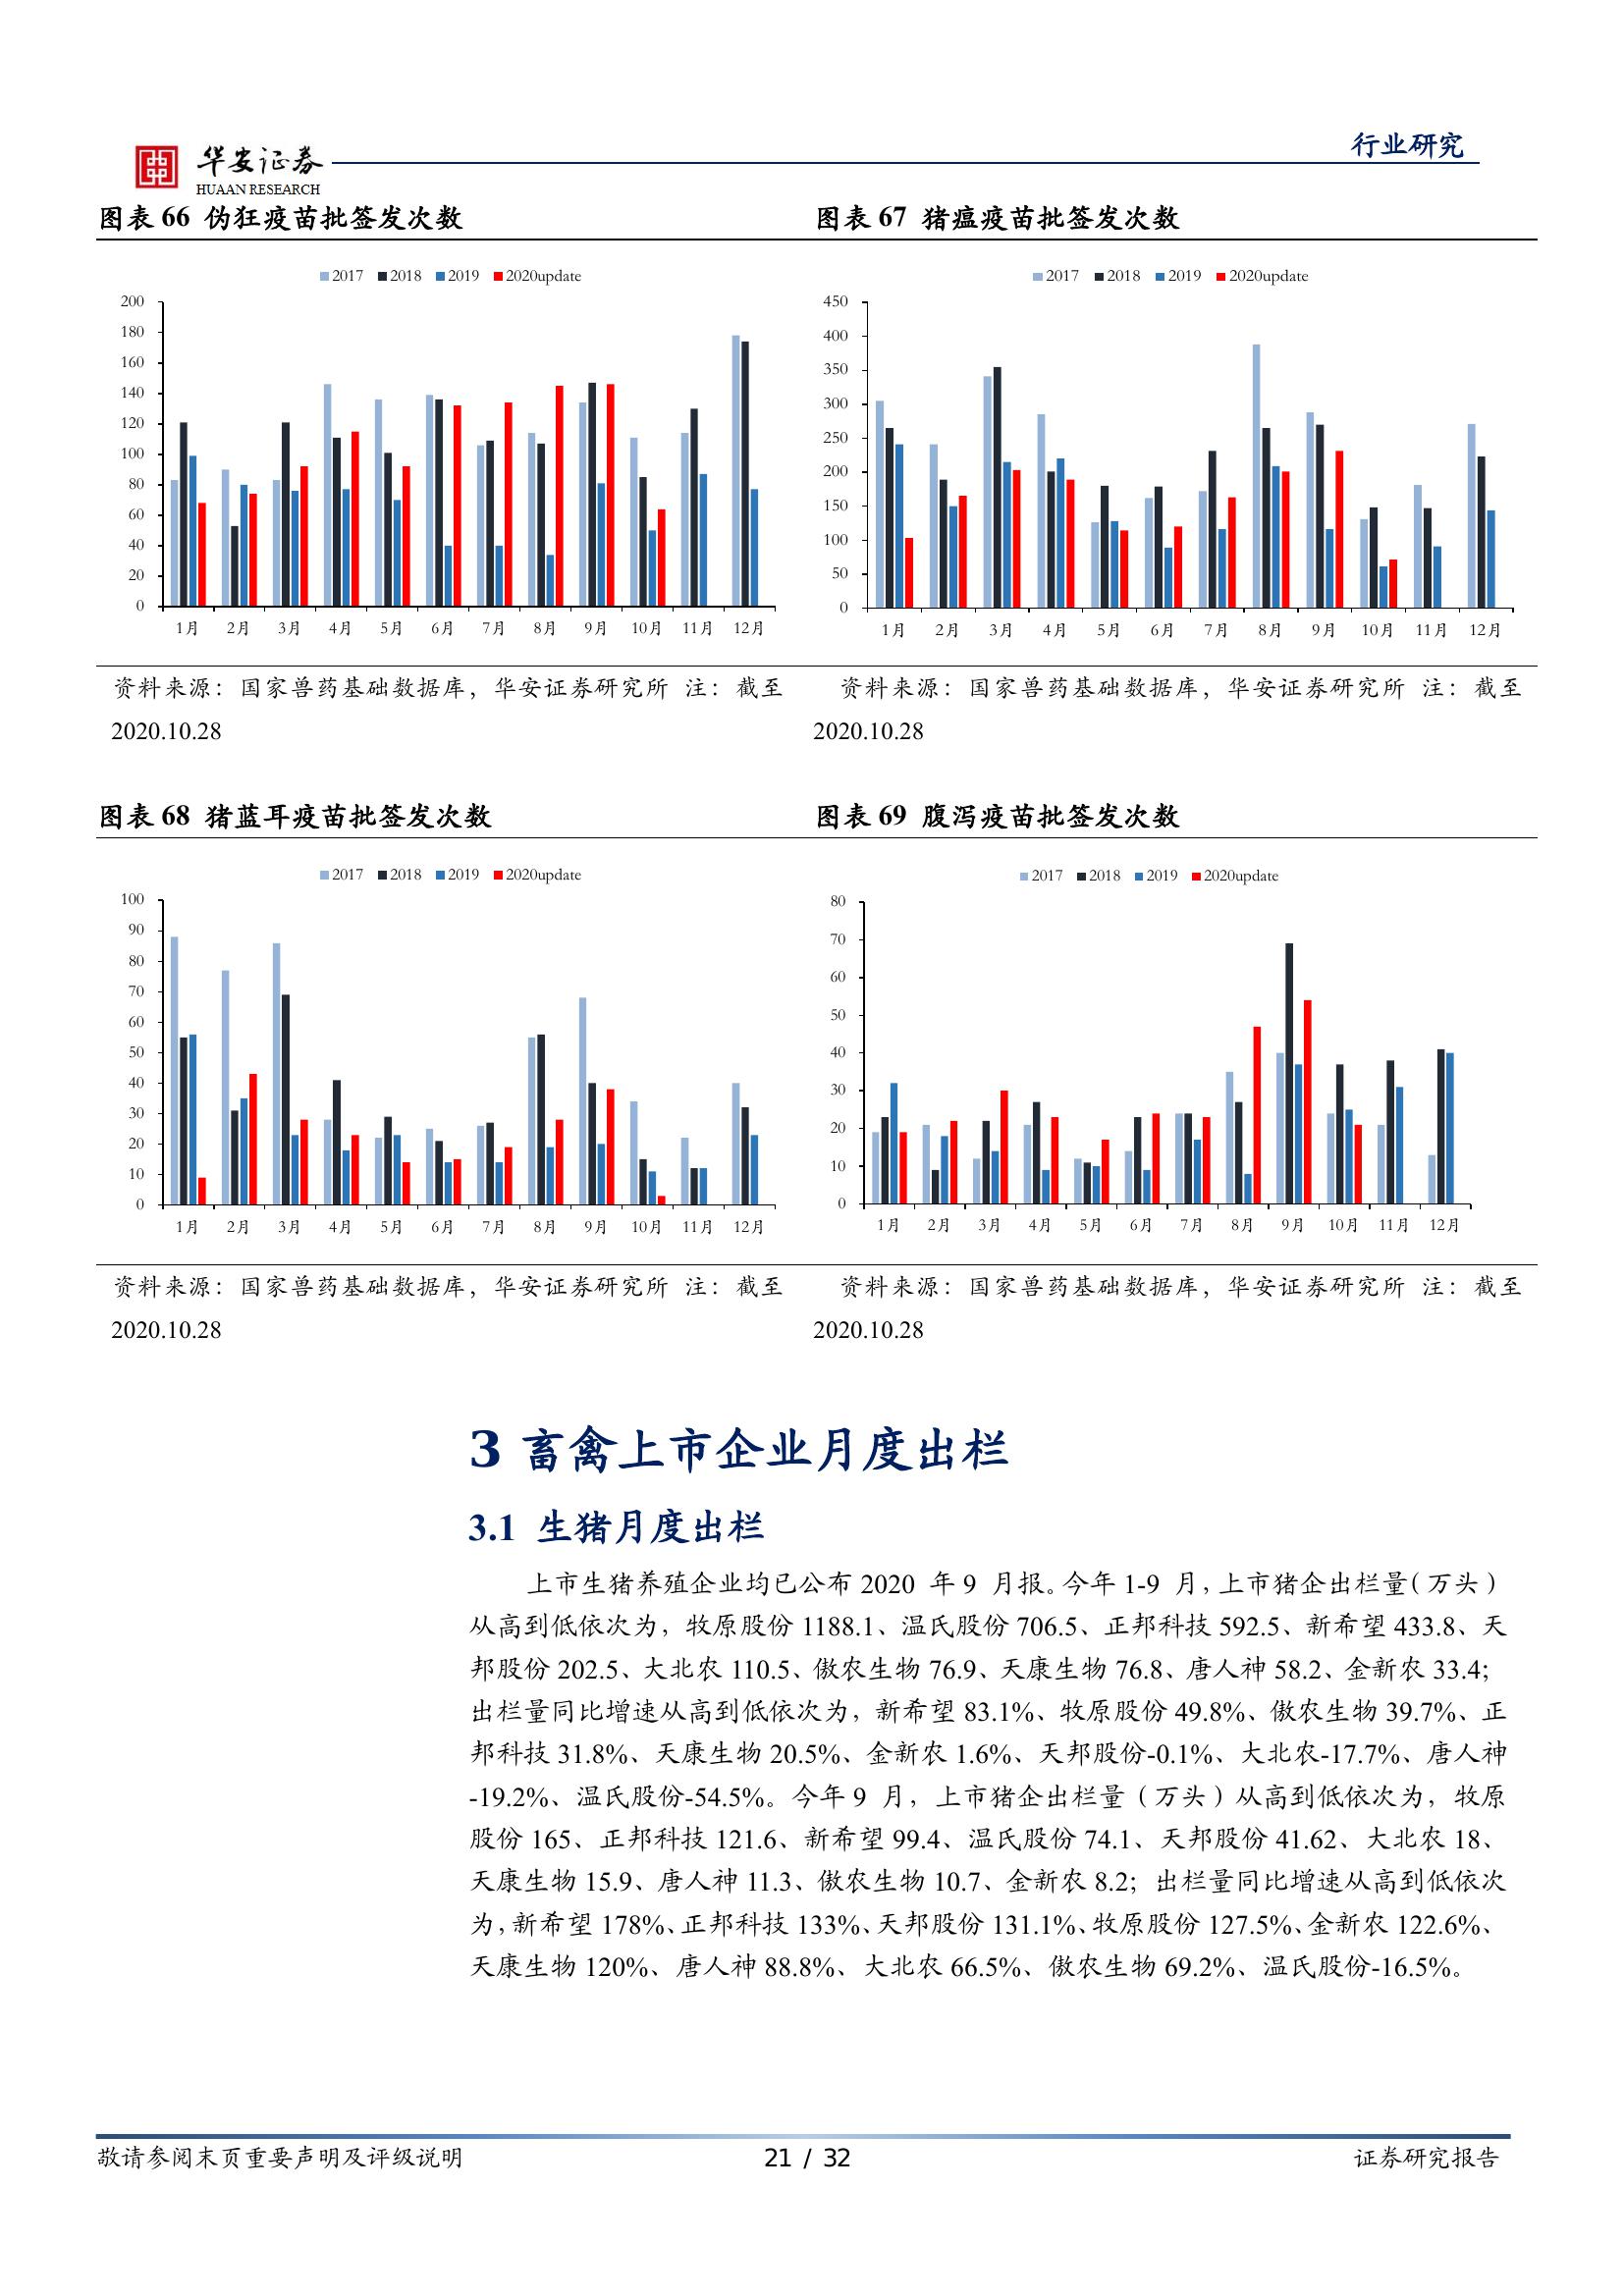 行业研究
华安证券
HUAAN RESEARCH
图表 66 伪狂疫苗批签发次数
2017 2018 2019 2020update
200
180
160
140
120
100
80
60
40
20
0
1月 2月 3月 4月 5月 6月 7月 8月 9月 10月 11月 12月
资料来源：国家兽药基础数据库，华安证券研究所 注：截至
2020.10.28
图表 67 猪瘟疫苗批签发次数
2017 2018 2019 2020update
450
400
350
300
250
200
150
100
50
0
1月 2月 3月 4月 5月 6月 7月 8月 9月 10月 11月 12月
资料来源：国家兽药基础数据库，华安证券研究所 注：截至
2020.10.28
图表 68 猪蓝耳疫苗批签发次数
2017 2018 2019 2020update
100
90
80
70
60
50
40
30
20
10
0
1月 2月 3月 4月 5月 6月 7月 8月 9月 10月 11月 12月
资料来源：国家兽药基础数据库，华安证券研究所 注：截至
2020.10.28
图表 69 腹泻疫苗批签发次数
2017 2018 2019 2020update
80
70
60
50
40
30
20
10
0
1月 2月 3月 4月 5月 6月 7月 8月 9月 10月 11月 12月
资料来源：国家兽药基础数据库，华安证券研究所 注：截至
2020.10.28
3 畜禽上市企业月度出栏
3.1 生猪月度出栏
上市生猪养殖企业均已公布 2020 年 9 月报。今年 1-9 月，上市猪企出栏量（万头）
从高到低依次为，牧原股份 1188.1、温氏股份 706.5、正邦科技 592.5、新希望 433.8、天
邦股份 202.5、大北农 110.5、傲农生物 76.9、天康生物 76.8、唐人神 58.2、金新农 33.4；
出栏量同比增速从高到低依次为，新希望 83.1%、牧原股份 49.8%、傲农生物 39.7%、正
邦科技 31.8%、天康生物 20.5%、金新农 1.6%、天邦股份-0.1%、大北农-17.7%、唐人神
-19.2%、温氏股份-54.5%。今年 9 月，上市猪企出栏量（万头）从高到低依次为，牧原
股份 165、正邦科技 121.6、新希望 99.4、温氏股份 74.1、天邦股份 41.62、大北农 18、
天康生物 15.9、唐人神 11.3、傲农生物 10.7、金新农 8.2；出栏量同比增速从高到低依次
为，新希望 178%、正邦科技 133%、天邦股份 131.1%、牧原股份 127.5%、金新农 122.6%、
天康生物 120%、唐人神 88.8%、大北农 66.5%、傲农生物 69.2%、温氏股份-16.5%。
敬请参阅末页重要声明及评级说明 21 / 32 证券研究报告